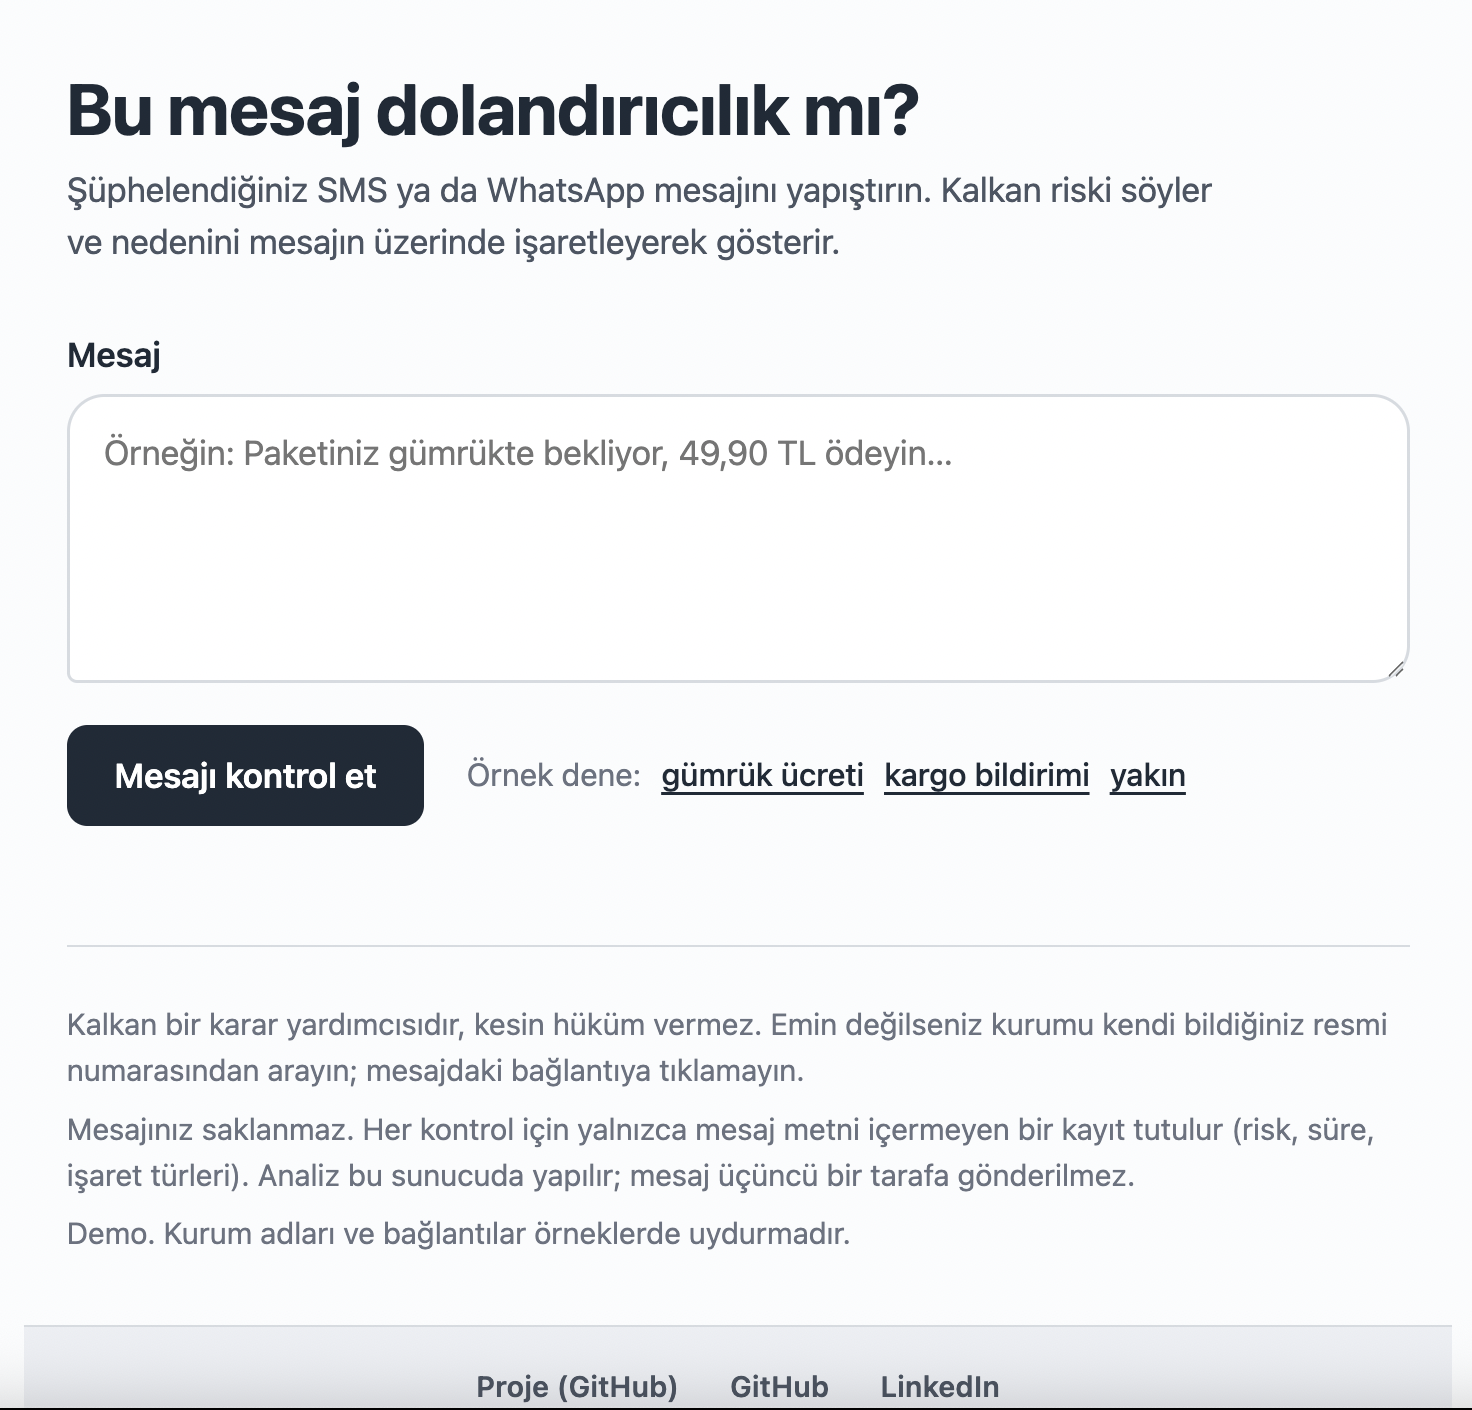 Bu mesaj dolandırıcılık mı?
Şüphelendiğiniz SMS ya da WhatsApp mesajını yapıştırın. Kalkan riski söyler
ve nedenini mesajın üzerinde işaretleyerek gösterir.
Mesaj
Örneğin: Paketiniz gümrükte bekliyor, 49,90 TL ödeyin...
Mesajı kontrol et Örnek dene: gümrük ücreti kargo bildirimi yakın
Kalkan bir karar yardımcısıdır, kesin hüküm vermez. Emin değilseniz kurumu kendi bildiğiniz resmi
numarasından arayın; mesajdaki bağlantıya tıklamayın.
Mesajınız saklanmaz. Her kontrol için yalnızca mesaj metni içermeyen bir kayıt tutulur (risk, süre,
işaret türleri). Analiz bu sunucuda yapılır; mesaj üçüncü bir tarafa gönderilmez.
Demo. Kurum adları ve bağlantılar örneklerde uydurmadır.
Proje (GitHub) GitHub LinkedIn